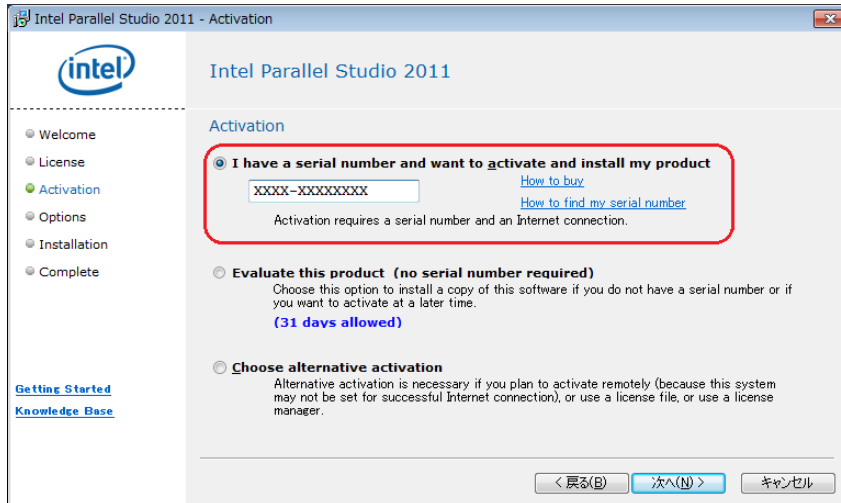 Intel Parallel Studio 2011 - Activation
intel
Intel Parallel Studio 2011
Welcome
License
Activation
Options
Installation
Complete
Getting Started
Knowledge Base
Activation
I have a serial number and want to activate and install my product
XXXX-XXXXXXXX
How to buy
How to find my serial number
Activation requires a serial number and an Internet connection.
Evaluate this product (no serial number required)
Choose this option to install a copy of this software if you do not have a serial number or if
you want to activate at a later time.
(31 days allowed)
Choose alternative activation
Alternative activation is necessary if you plan to activate remotely (because this system
may not be set for successful Internet connection), or use a license file, or use a license
manager.
< 戻る(B)
次へ(N) >
キャンセル